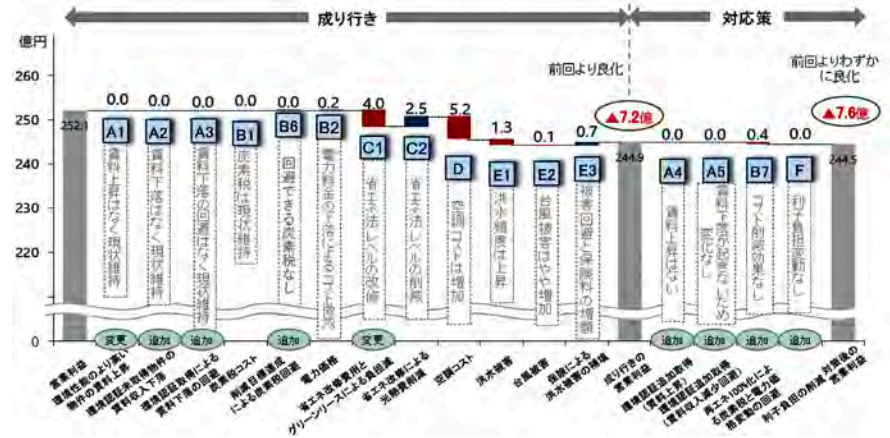 成り行き
対応策
億円
前回より良化
前回よりわずか
に良化
260
250
240
230
220
0
252.1
0.0
0.0
0.0
0.0
0.0
0.2
4.0
2.5
5.2
1.3
0.1
0.7
▲7.2億
0.0
0.0
0.4
0.0
▲7.6億
244.9
244.5
A1
A2
A3
B1
B6
B2
C1
C2
D
E1
E2
E3
A4
A5
B7
F
賃料上昇はなく現状維持
賃料下落はなく現状維持
賃料下落の回避はなく現状維持
炭素税は現状維持
回避できる炭素税なし
電力料金の下落によるコスト微減
省エネ法レベルの改修
省エネ法レベルの削減
空調コストは増加
洪水頻度は上昇
台風被害はやや増加
被害回避と保険料の増額
賃料上昇はない
賃料下落が起きないため
変化なし
コスト削減効果なし
利子負担変動なし
変更
追加
追加
追加
変更
追加
追加
追加
追加
営業利益
環境性能のより高い
物件の賃料上昇
環境認証未取得物件の
賃料収入下落
環境認証取得による
賃料下落の回避
炭素税コスト
削減目標達成
による炭素税回避
電力価格
省エネ改修費用と
グリーンリースによる負担減
省エネ改修による
光熱費削減
空調コスト
洪水被害
台風被害
保険による
洪水被害の補填
成り行きの
営業利益
環境認証追加取得
(賃料上昇)
環境認証追加取得
(賃料収入減少回避)
再エネ100%化によ
る炭素税と電力価
格変動の回避
利子負担の削減
対策後の
営業利益